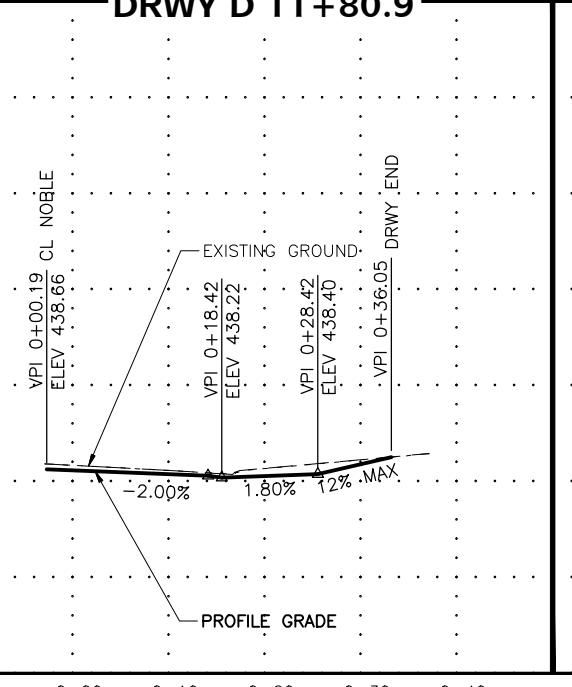 DRWY D 11+80.9
VPI 0+00.19 CL NOBLE
ELEV 438.66
EXISTING GROUND
VPI 0+18.42
ELEV 438.22
VPI 0+28.42
ELEV 438.40
VPI 0+36.05 DRWY END
-2.00%
1.80%
12% MAX
PROFILE GRADE